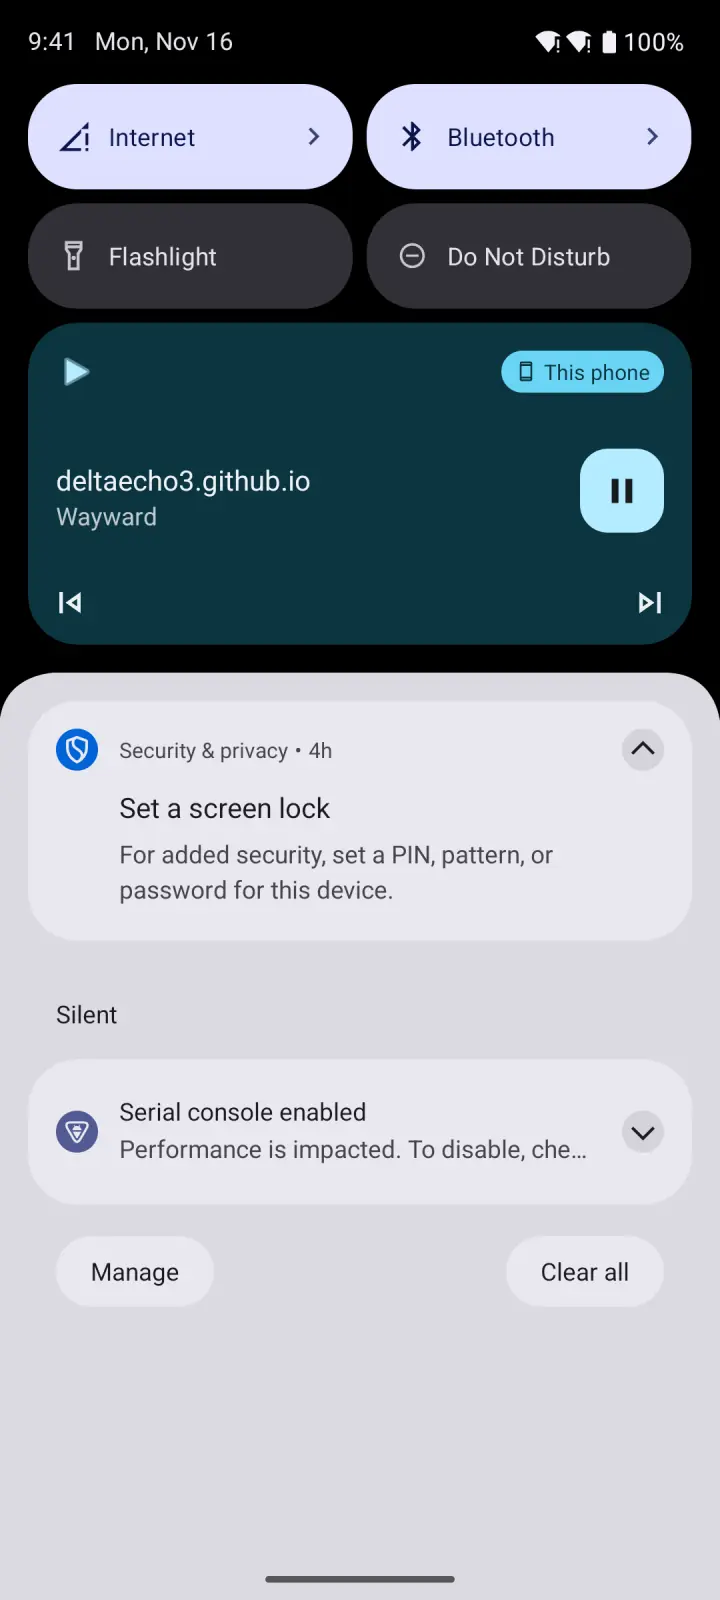 9:41 Mon, Nov 16 100%
Internet Bluetooth
Flashlight Do Not Disturb
This phone
deltaecho3.github.io
Wayward
Security & privacy • 4h
Set a screen lock
For added security, set a PIN, pattern, or
password for this device.
Silent
Serial console enabled
Performance is impacted. To disable, che…
Manage Clear all